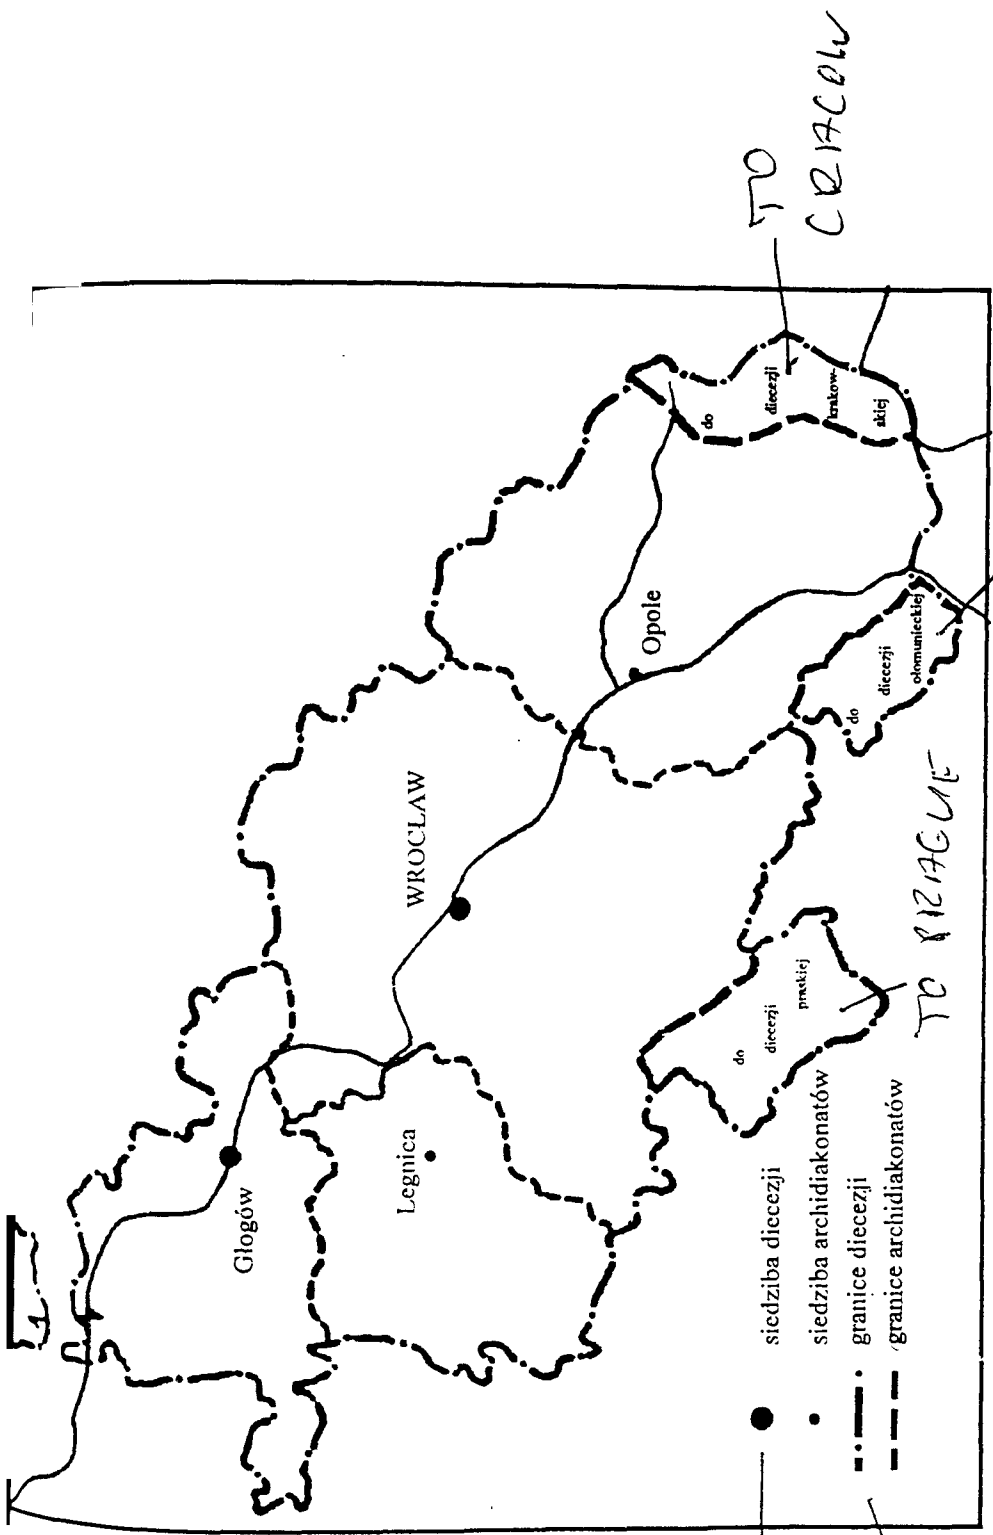 1
Głogów
Legnica
WROCŁAW
Opole
do
diecezji
krakow-
skiej
do
diecezji
ołomunieckiej
do
diecezji
praskiej
TO
CRACOW
TO PRAGUE
siedziba diecezji
siedziba archidiakonatów
granice diecezji
granice archidiakonatów